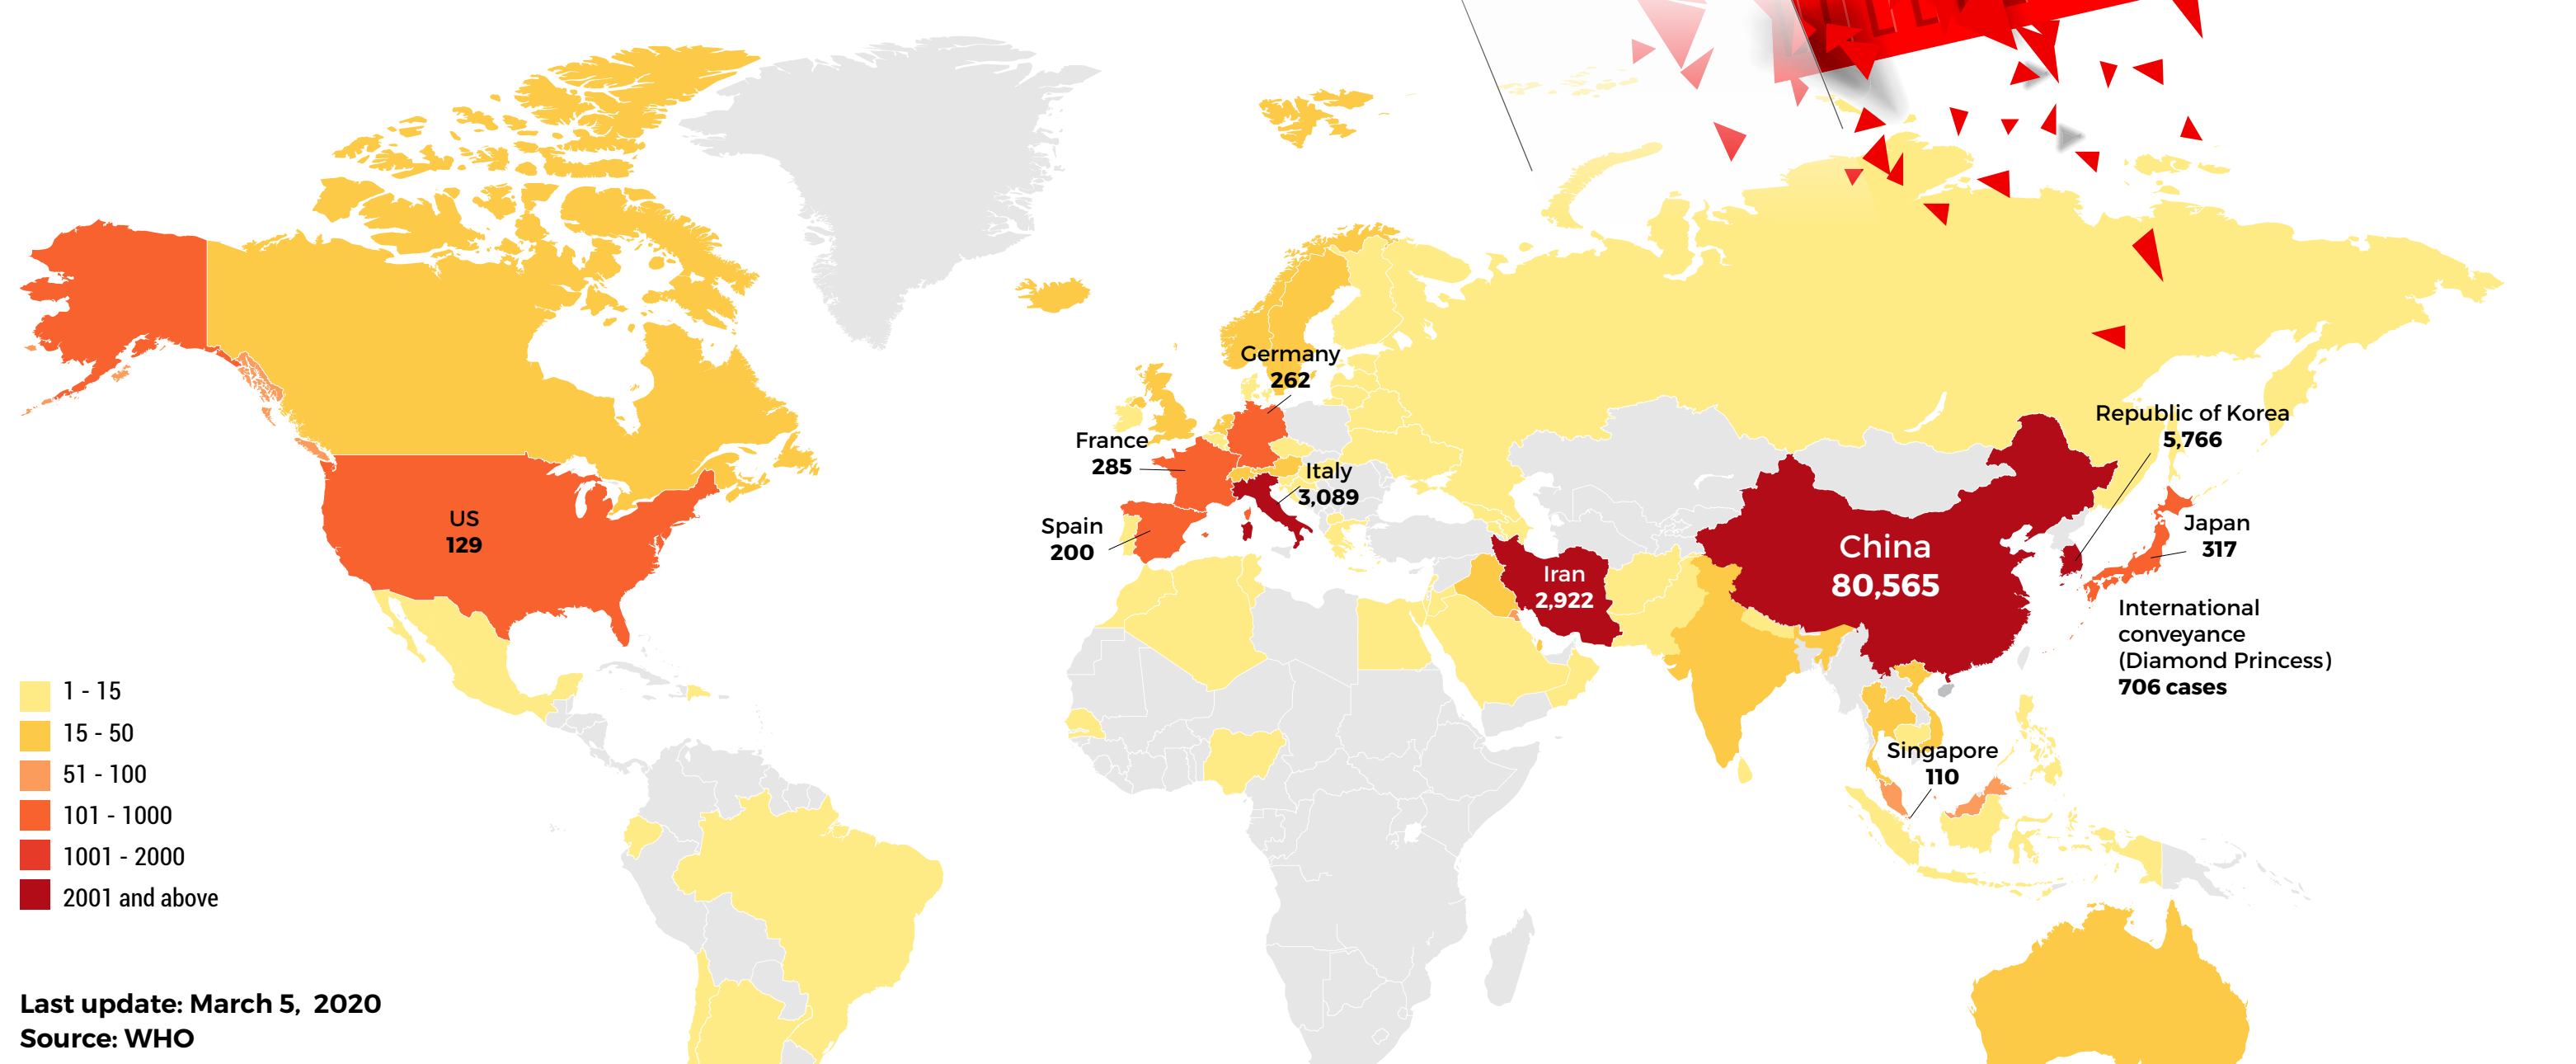 Germany
262
France
285
Italy
3,089
Spain
200
US
129
Republic of Korea
5,766
Japan
317
China
80,565
Iran
2,922
International
conveyance
(Diamond Princess)
706 cases
Singapore
110
1 - 15
15 - 50
51 - 100
101 - 1000
1001 - 2000
2001 and above
Last update: March 5, 2020
Source: WHO